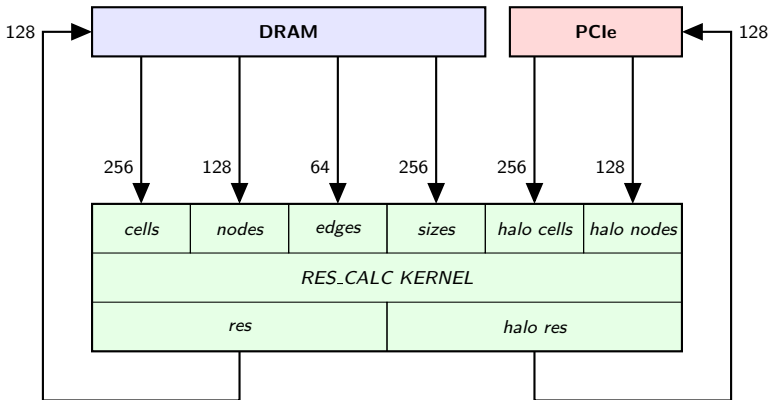 128
DRAM
PCIe
128
256
128
64
256
256
128
cells
nodes
edges
sizes
halo cells
halo nodes
RES_CALC KERNEL
res
halo res